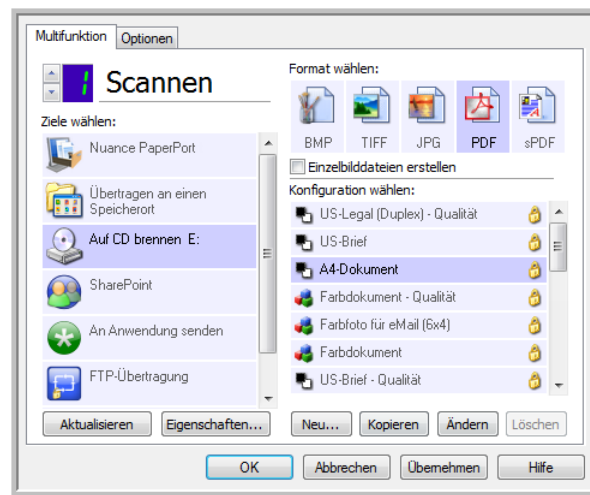 Multifunktion Optionen
1 Scannen
Ziele wählen:
Nuance PaperPort
Übertragen an einen
Speicherort
Auf CD brennen E:
SharePoint
An Anwendung senden
FTP-Übertragung
Aktualisieren Eigenschaften...
Format wählen:
BMP TIFF JPG PDF sPDF
Einzelbilddateien erstellen
Konfiguration wählen:
US-Legal (Duplex) - Qualität
US-Brief
A4-Dokument
Farbdokument - Qualität
Farbfoto für eMail (6x4)
Farbdokument
US-Brief - Qualität
Neu... Kopieren Ändern Löschen
OK Abbrechen Übernehmen Hilfe